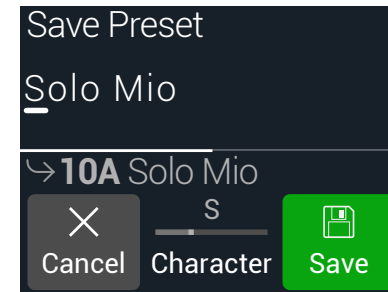 Save Preset
Solo Mio
10A Solo Mio
S
Cancel Character Save